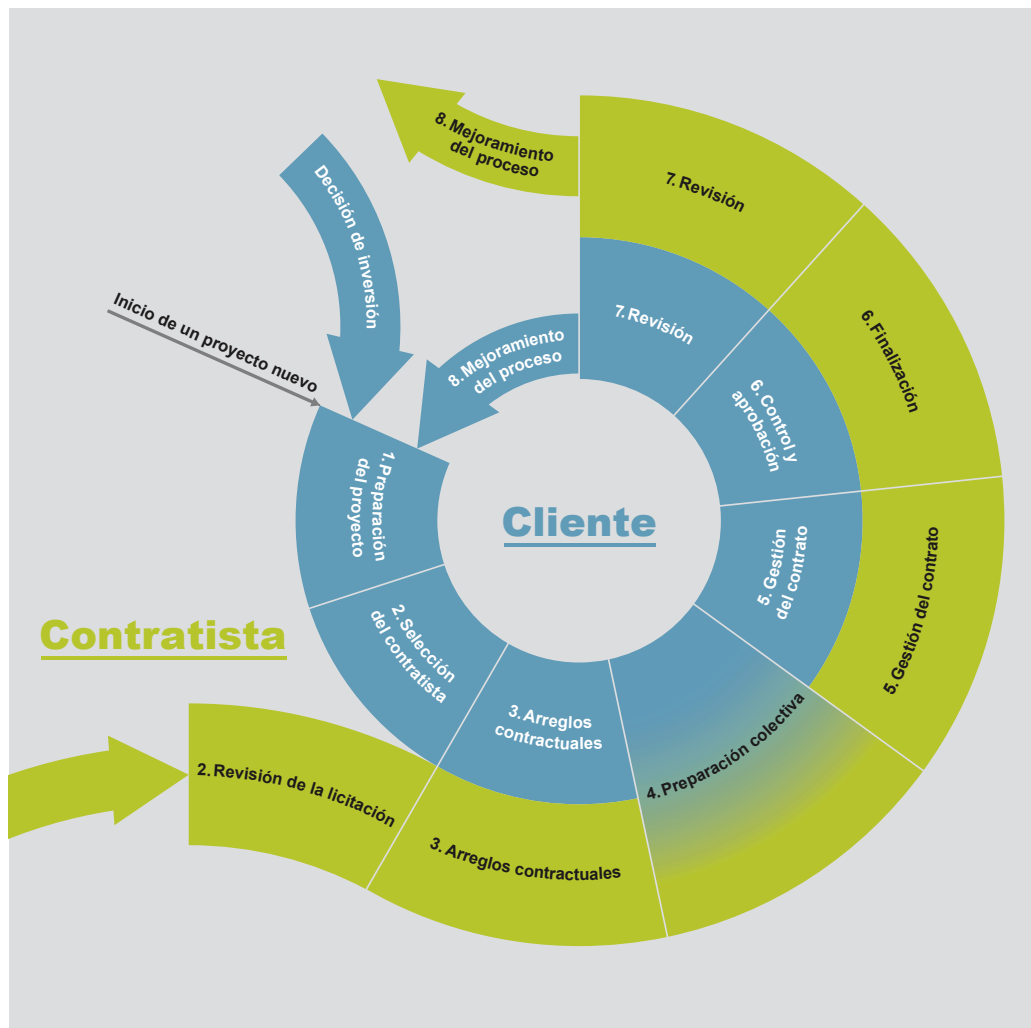 8. Mejoramiento
del proceso
7. Revisión
Decisión de inversión
Inicio de un proyecto nuevo
8. Mejoramiento
del proceso
7. Revisión
6. Finalización
6. Control y
aprobación
1. Preparación
del proyecto
Cliente
5. Gestión
del contrato
5. Gestión del contrato
Contratista
2. Selección
del contratista
3. Arreglos
contractuales
4. Preparación colectiva
2. Revisión de la licitación
3. Arreglos contractuales